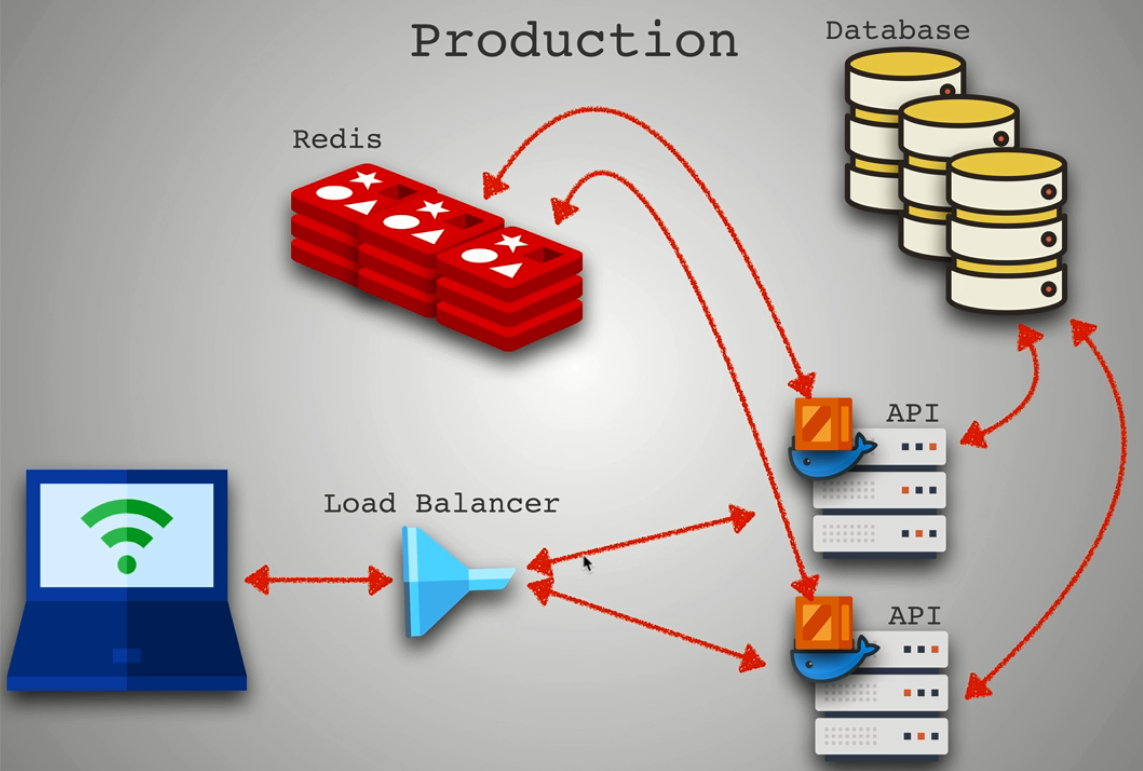 Production
Database
Redis
API
Load Balancer
API